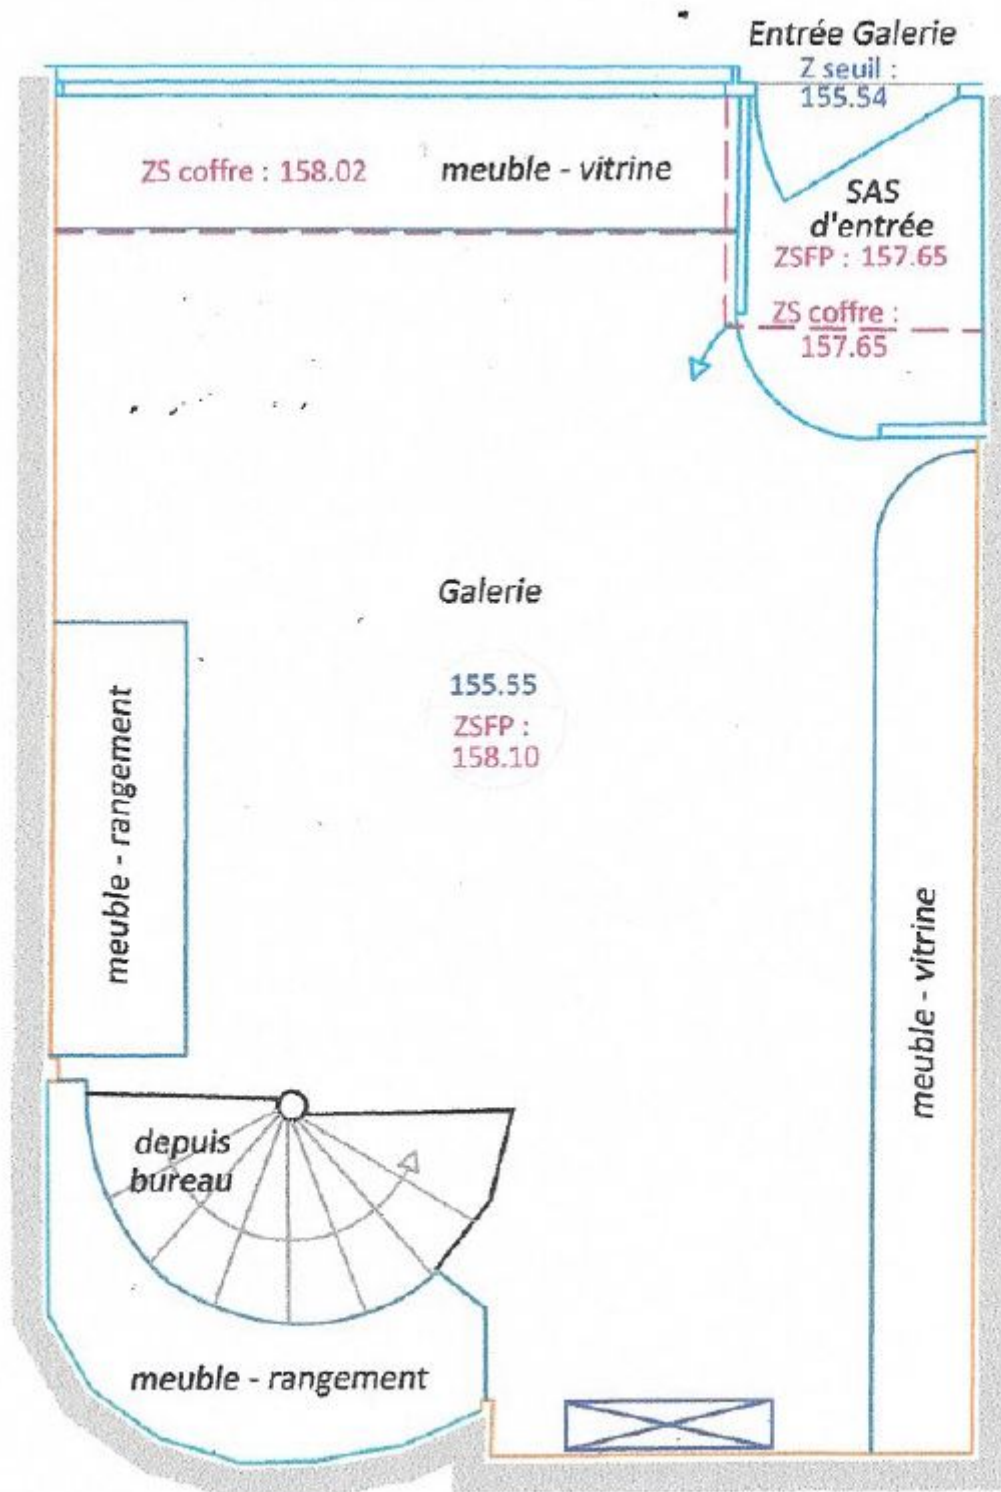 Entrée Galerie
Z seuil :
155.54
ZS coffre : 158.02
meuble - vitrine
SAS
d'entrée
ZSFP : 157.65
ZS coffre :
157.65
Galerie
155.55
ZSFP :
158.10
meuble - rangement
meuble - vitrine
depuis
bureau
meuble - rangement